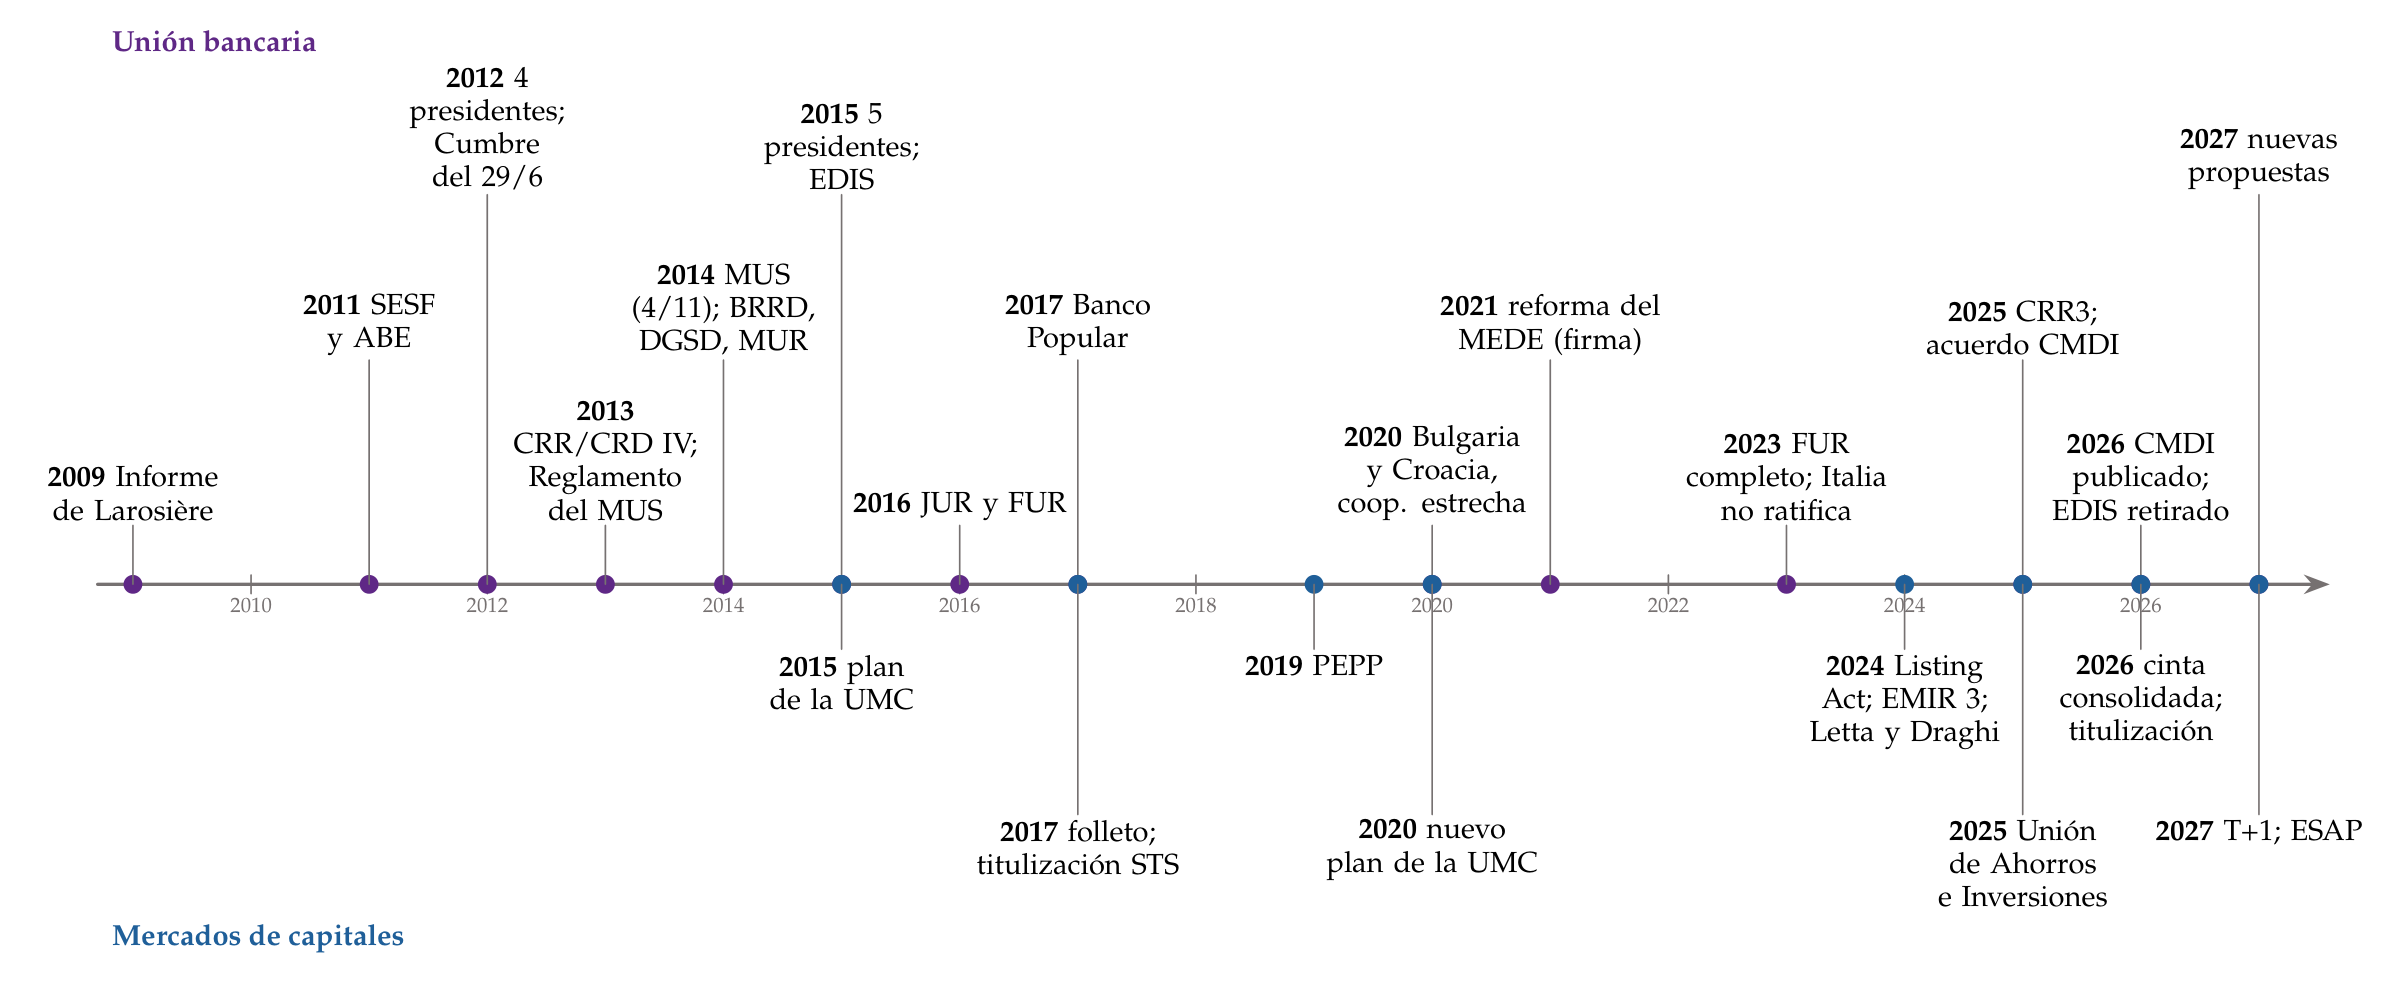 Unión bancaria
2012 4
presidentes;
Cumbre
del 29/6
2015 5
presidentes;
EDIS
2027 nuevas
propuestas
2011 SESF
y ABE
2014 MUS
(4/11); BRRD,
DGSD, MUR
2017 Banco
Popular
2021 reforma del
MEDE (firma)
2025 CRR3;
acuerdo CMDI
2009 Informe
de Larosière
2013
CRR/CRD IV;
Reglamento
del MUS
2016 JUR y FUR
2020 Bulgaria
y Croacia,
coop. estrecha
2023 FUR
completo; Italia
no ratifica
2026 CMDI
publicado;
EDIS retirado
2010 2012 2014 2016 2018 2020 2022 2024 2026
2015 plan
de la UMC
2019 PEPP
2024 Listing
Act; EMIR 3;
Letta y Draghi
2026 cinta
consolidada;
titulización
2017 folleto;
titulización STS
2020 nuevo
plan de la UMC
2025 Unión
de Ahorros
e Inversiones
2027 T+1; ESAP
Mercados de capitales